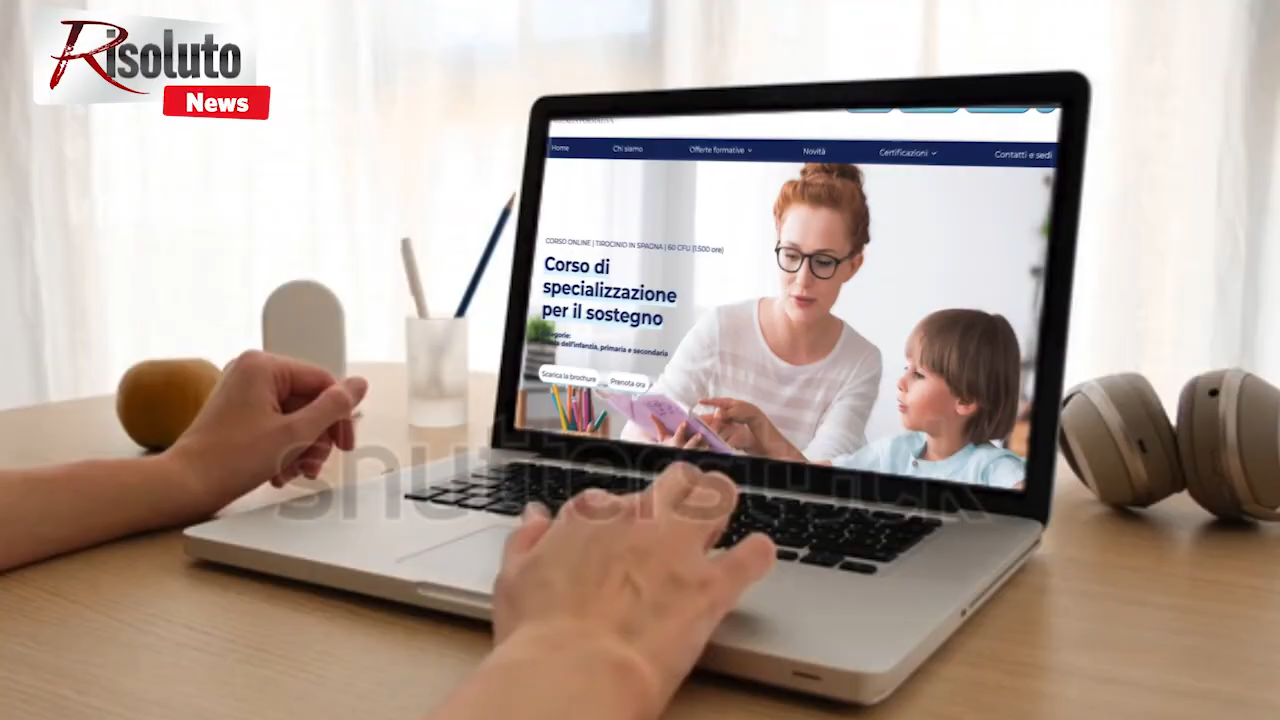 Risoluto
News
Home Chi siamo Offerte formative Novità Certificazioni Contatti e sedi
CORSO ONLINE | TIROCINIO IN SPAGNA | 60 CFU (1.500 ore)
Corso di
specializzazione
per il sostegno
dell'infanzia, primaria e secondaria
Scarica la brochure Prenota ora
shutterstock